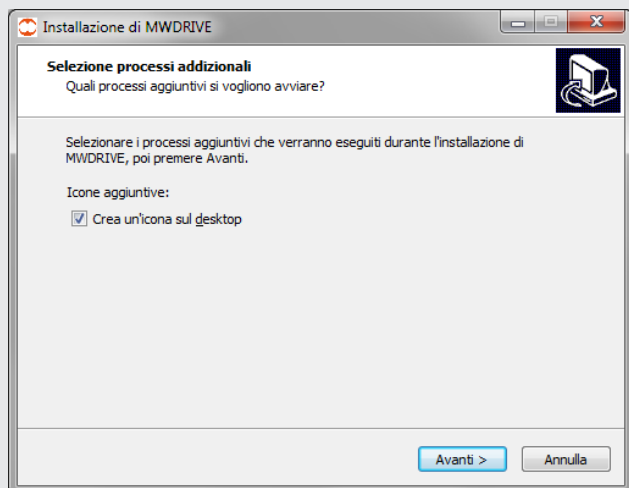 Installazione di MWDRIVE
Selezione processi addizionali
Quali processi aggiuntivi si vogliono avviare?
Selezionare i processi aggiuntivi che verranno eseguiti durante l'installazione di
MWDRIVE, poi premere Avanti.
Icone aggiuntive:
Crea un'icona sul desktop
Avanti >
Annulla